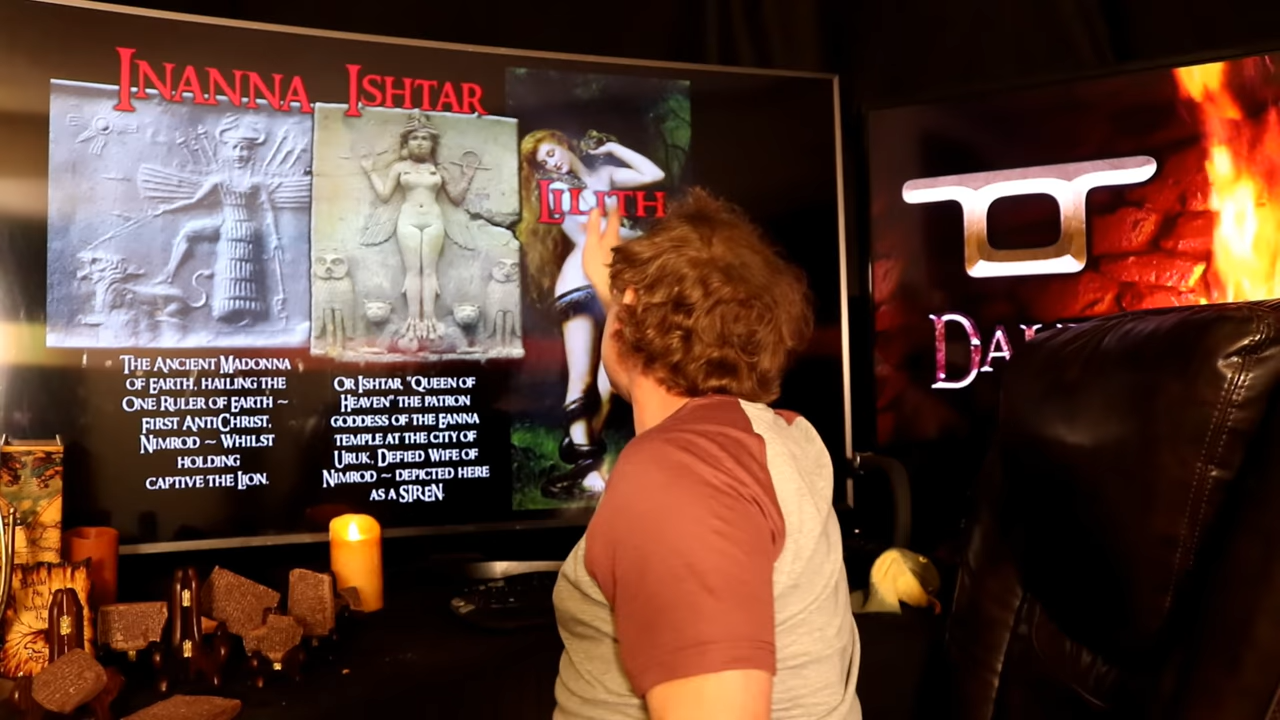 INANNA
ISHTAR
LILITH
THE ANCIENT MADONNA
OF EARTH, HAILING THE
ONE RULER OF EARTH ~
FIRST ANTICHRIST,
NIMROD ~ WHILST
HOLDING
CAPTIVE THE LION.
OR ISHTAR, "QUEEN OF
HEAVEN" THE PATRON
GODDESS OF THE EANNA
TEMPLE AT THE CITY OF
URUK, DEFIED WIFE OF
NIMROD ~ DEPICTED HERE
AS A SIREN.